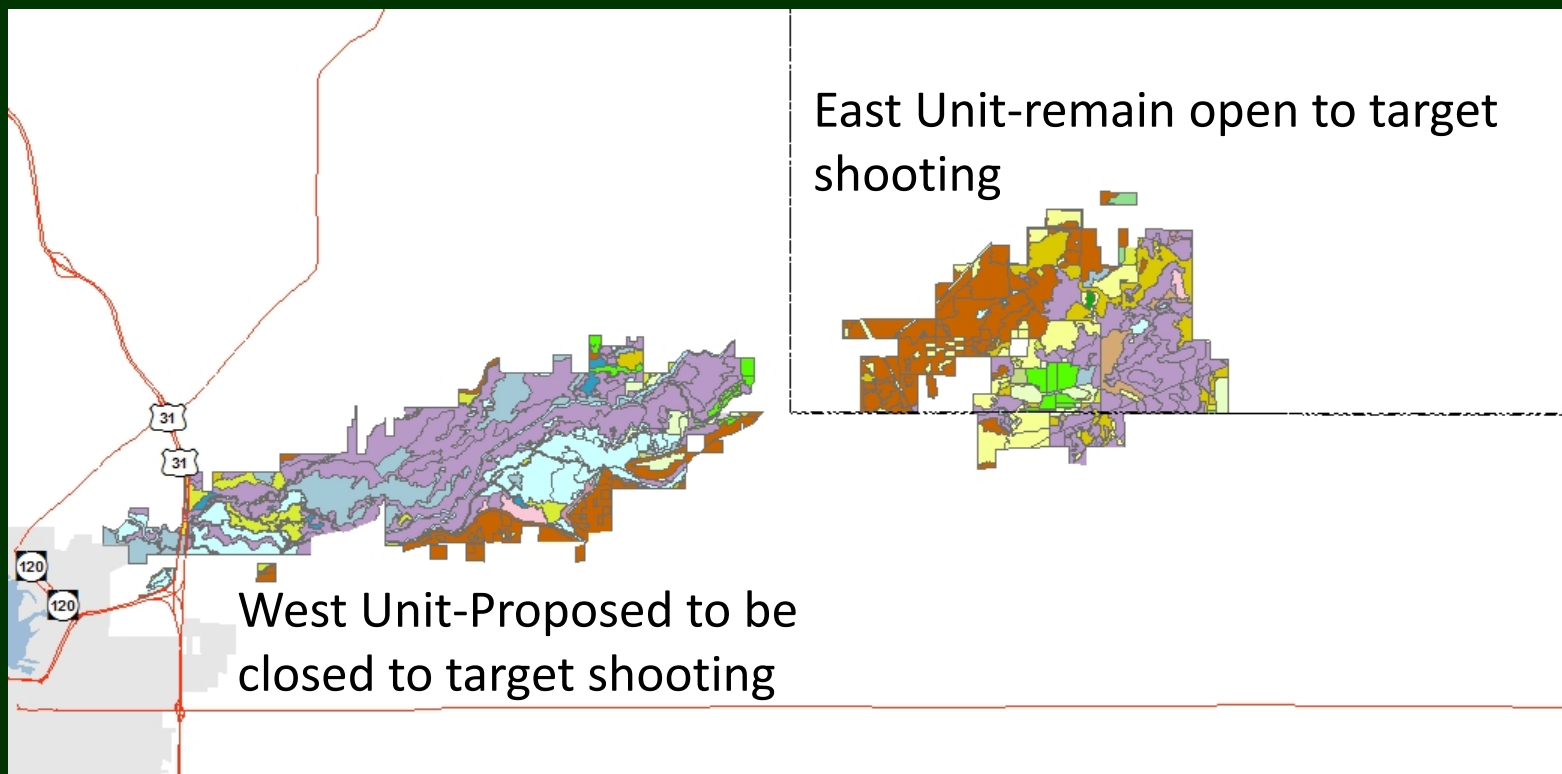 East Unit-remain open to target
shooting
31
31
120
120
West Unit-Proposed to be
closed to target shooting